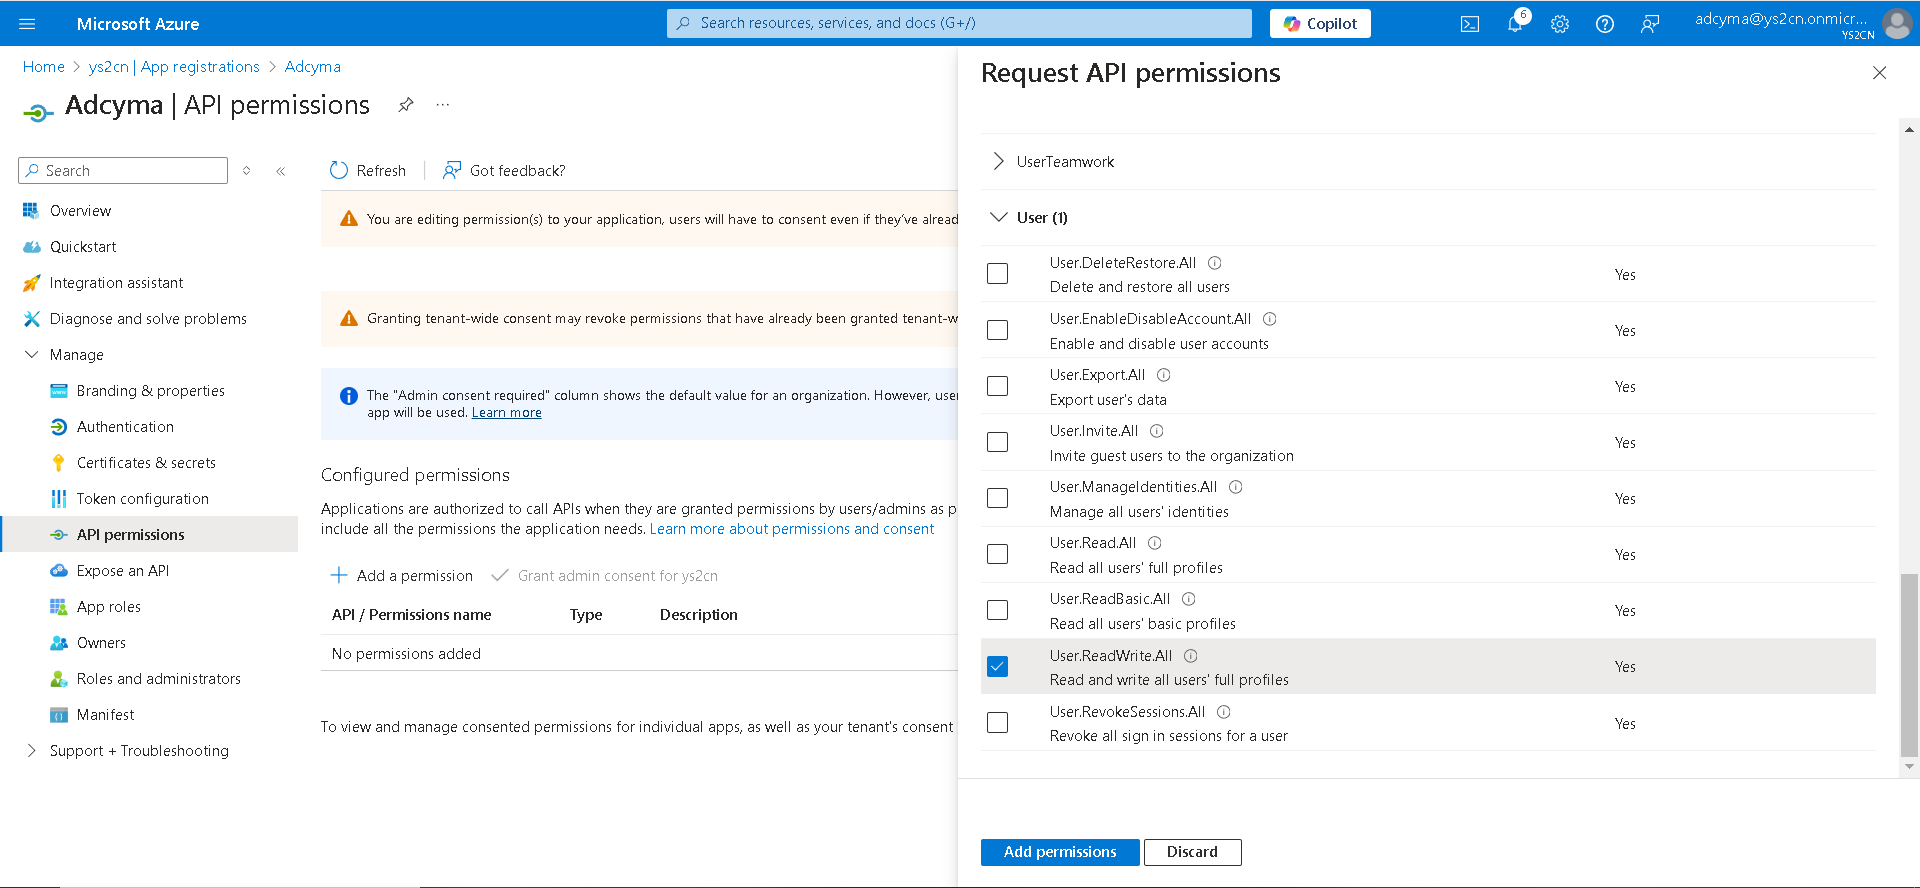 Microsoft Azure
Search resources, services, and docs (G+/)
Copilot
6
adcyma@ys2cn.onmicr...
YS2CN
Home > ys2cn | App registrations > Adcyma
Adcyma | API permissions
...
Search
Overview
Quickstart
Integration assistant
Diagnose and solve problems
Manage
Branding & properties
Authentication
Certificates & secrets
Token configuration
API permissions
Expose an API
App roles
Owners
Roles and administrators
Manifest
Support + Troubleshooting
Refresh
Got feedback?
You are editing permission(s) to your application, users will have to consent even if they've alread
Granting tenant-wide consent may revoke permissions that have already been granted tenant-w
The "Admin consent required" column shows the default value for an organization. However, user
app will be used. Learn more
Configured permissions
Applications are authorized to call APIs when they are granted permissions by users/admins as p
include all the permissions the application needs. Learn more about permissions and consent
Add a permission
Grant admin consent for ys2cn
API / Permissions name Type Description
No permissions added
To view and manage consented permissions for individual apps, as well as your tenant's consent
Request API permissions
UserTeamwork
User (1)
User.DeleteRestore.All
Delete and restore all users
Yes
User.EnableDisableAccount.All
Enable and disable user accounts
Yes
User.Export.All
Export user's data
Yes
User.Invite.All
Invite guest users to the organization
Yes
User.ManageIdentities.All
Manage all users' identities
Yes
User.Read.All
Read all users' full profiles
Yes
User.ReadBasic.All
Read all users' basic profiles
Yes
User.ReadWrite.All
Read and write all users' full profiles
Yes
User.RevokeSessions.All
Revoke all sign in sessions for a user
Yes
Add permissions
Discard